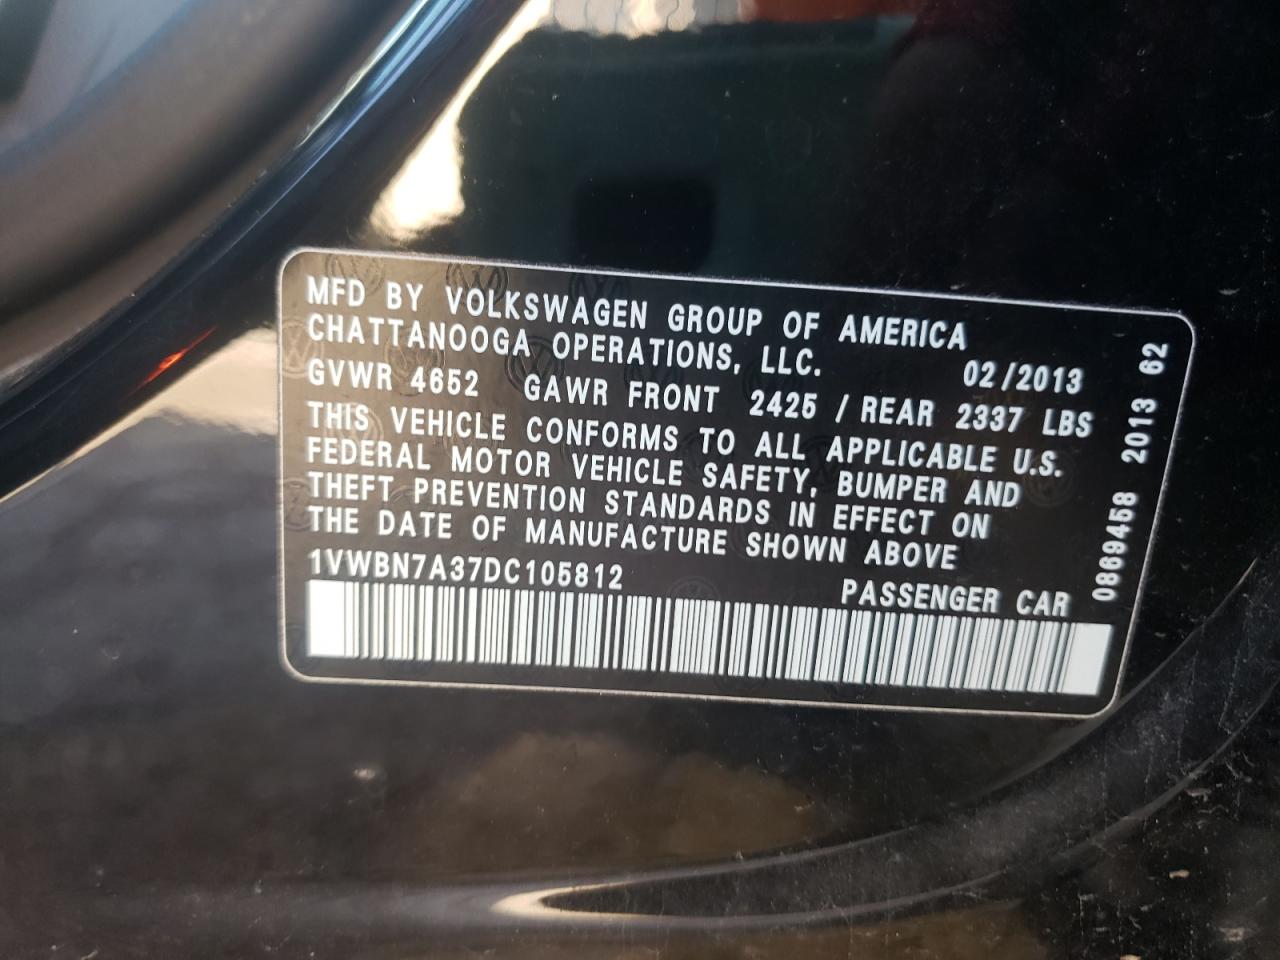 MFD BY VOLKSWAGEN GROUP OF AMERICA
CHATTANOOGA OPERATIONS, LLC. 02/2013
GVWR 4652 GAWR FRONT 2425 / REAR 2337 LBS
THIS VEHICLE CONFORMS TO ALL APPLICABLE U.S.
FEDERAL MOTOR VEHICLE SAFETY, BUMPER AND
THEFT PREVENTION STANDARDS IN EFFECT ON
THE DATE OF MANUFACTURE SHOWN ABOVE
1VWBN7A37DC105812 PASSENGER CAR
0869458 2013 62